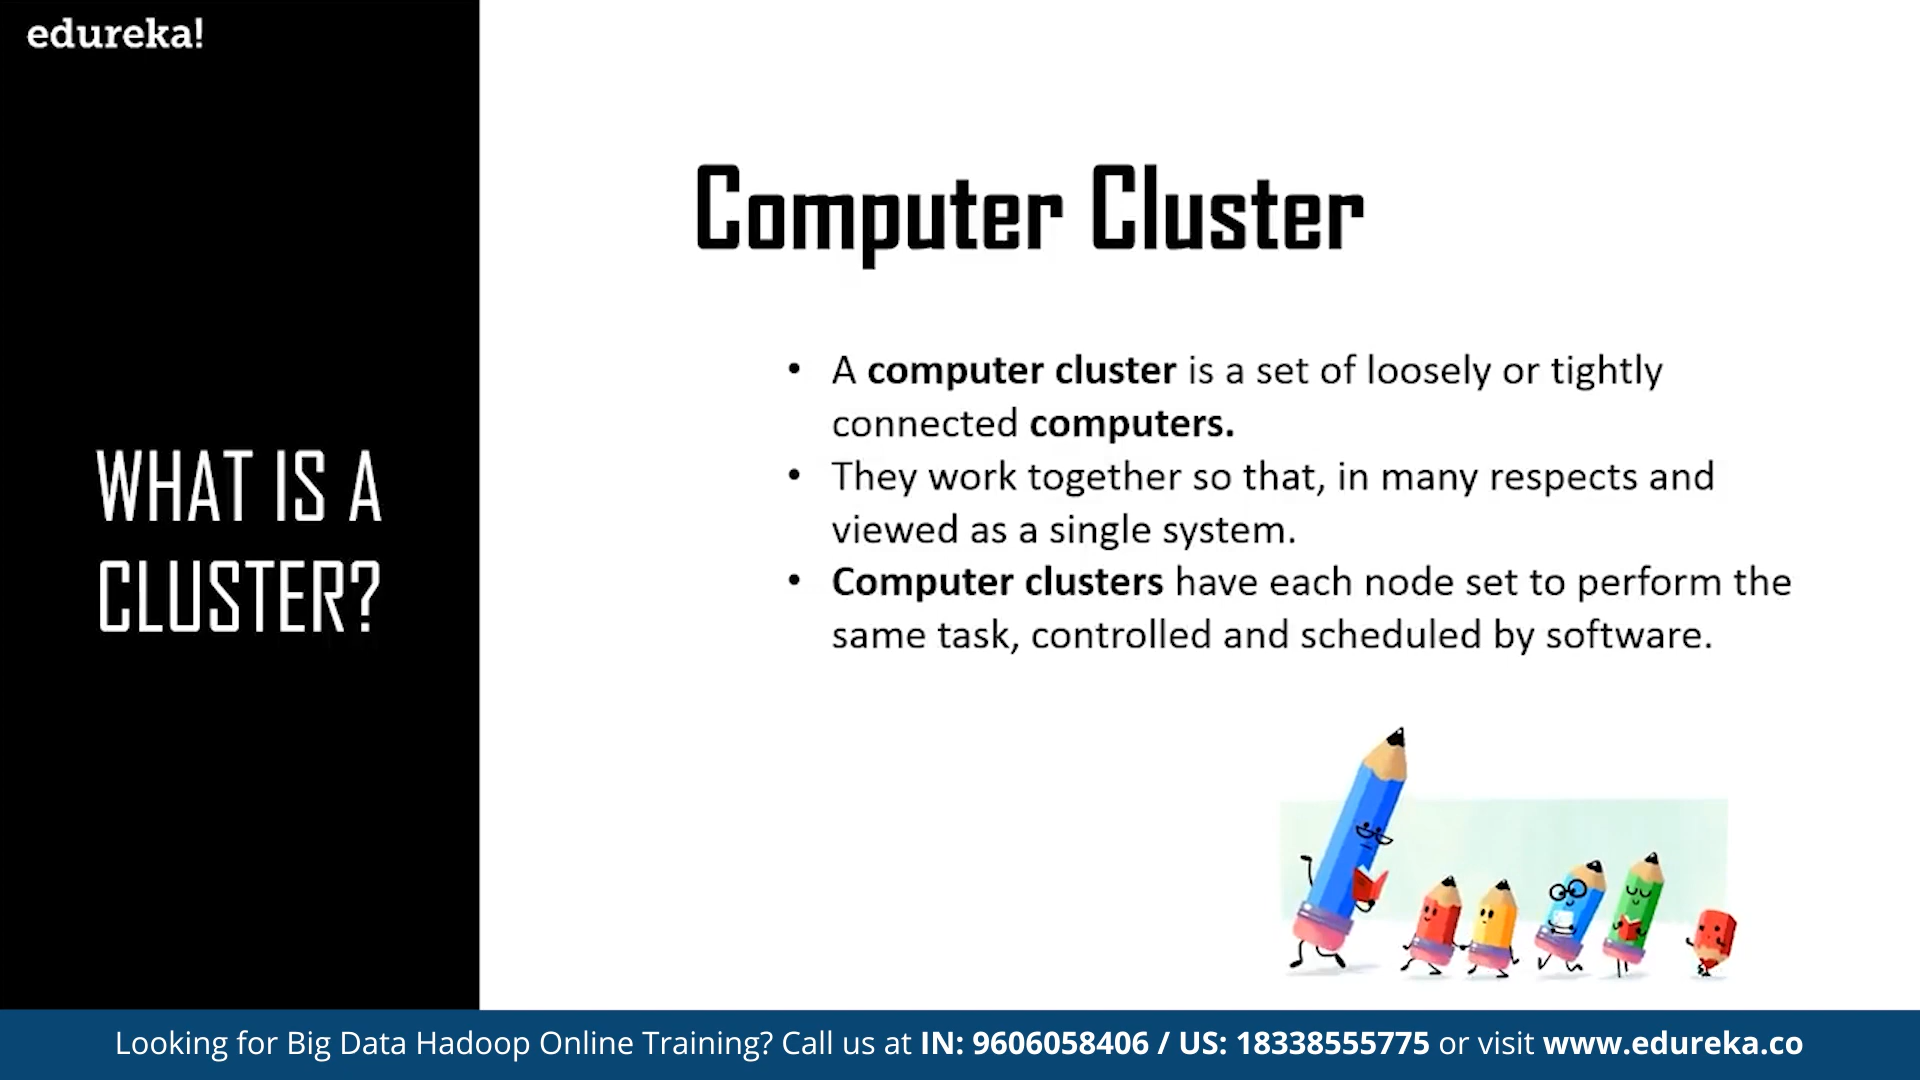 edureka!
WHAT IS A
CLUSTER?
Computer Cluster
• A computer cluster is a set of loosely or tightly
connected computers.
• They work together so that, in many respects and
viewed as a single system.
• Computer clusters have each node set to perform the
same task, controlled and scheduled by software.
Looking for Big Data Hadoop Online Training? Call us at IN: 9606058406 / US: 18338555775 or visit www.edureka.co